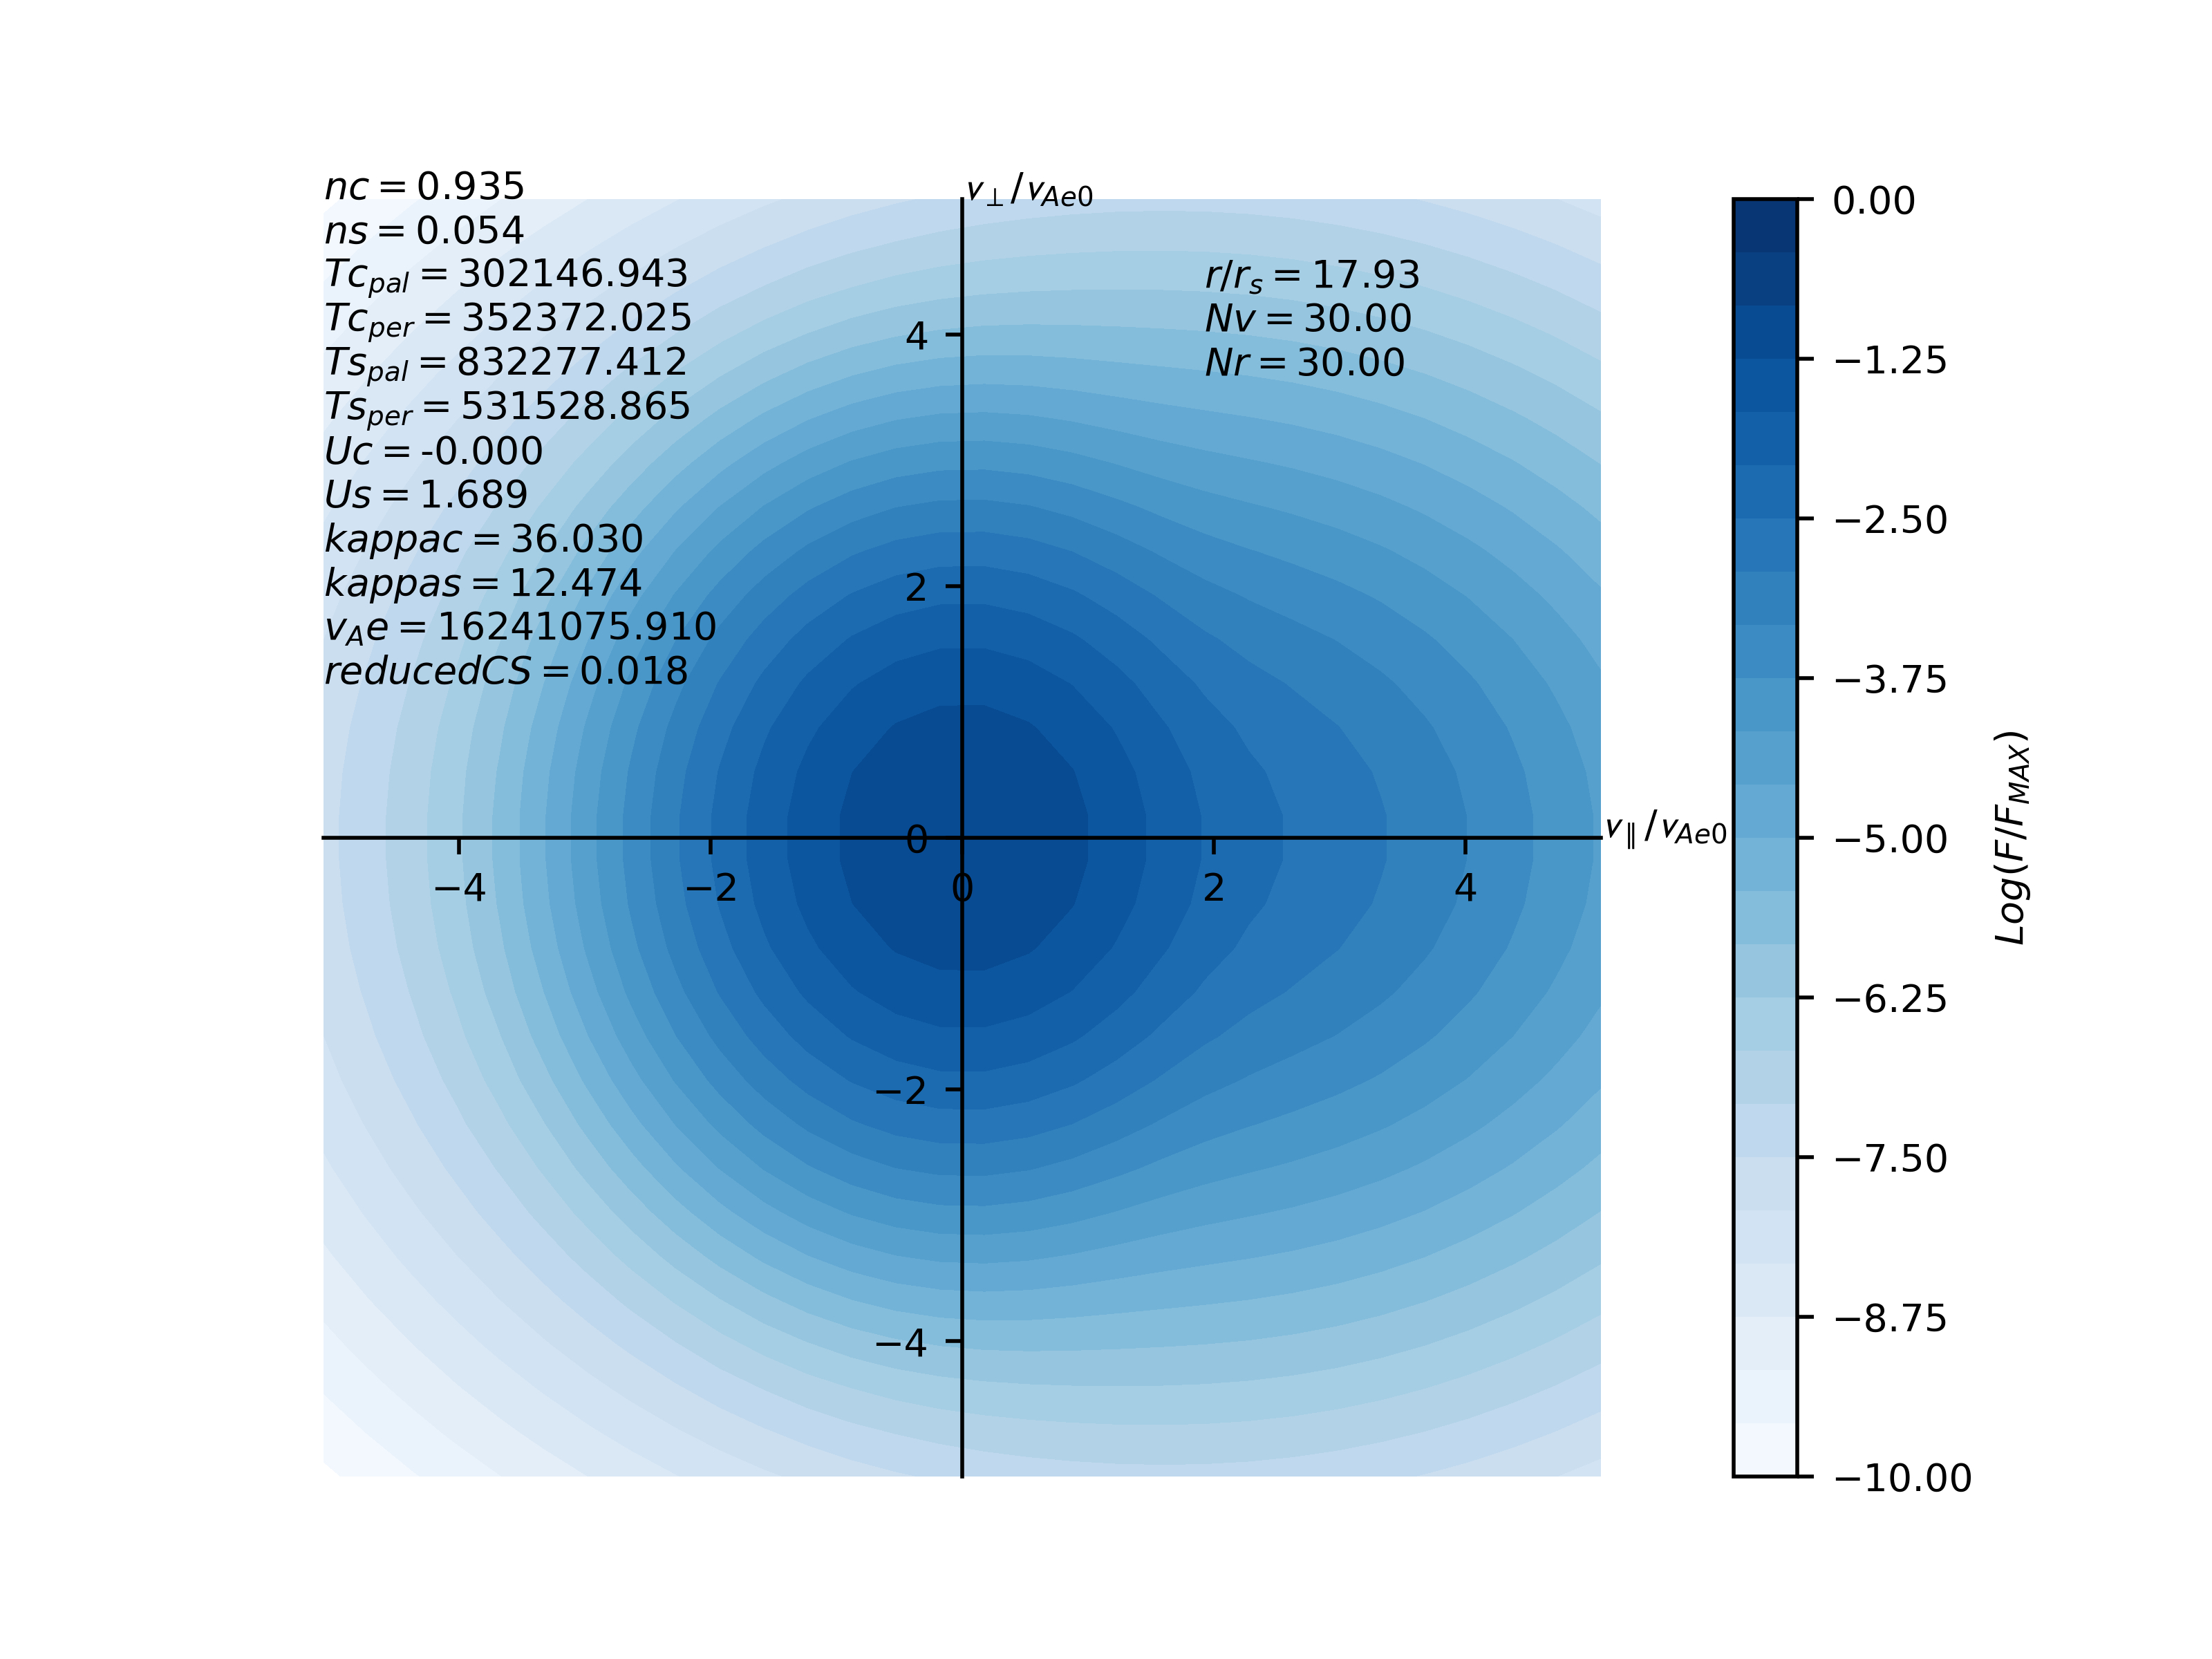 nc = 0.935
ns = 0.054
Tc_pal = 302146.943
Tc_per = 352372.025
Ts_pal = 832277.412
Ts_per = 531528.865
Uc = -0.000
Us = 1.689
kappac = 36.030
kappas = 12.474
v_Ae = 16241075.910
reducedCS = 0.018
v_⊥/v_Ae0
r/r_s = 17.93
Nv = 30.00
Nr = 30.00
4
2
0
−2
−4
−4
−2
0
2
4
v_∥/v_Ae0
0.00
−1.25
−2.50
−3.75
−5.00
−6.25
−7.50
−8.75
−10.00
Log(F/F_MAX)